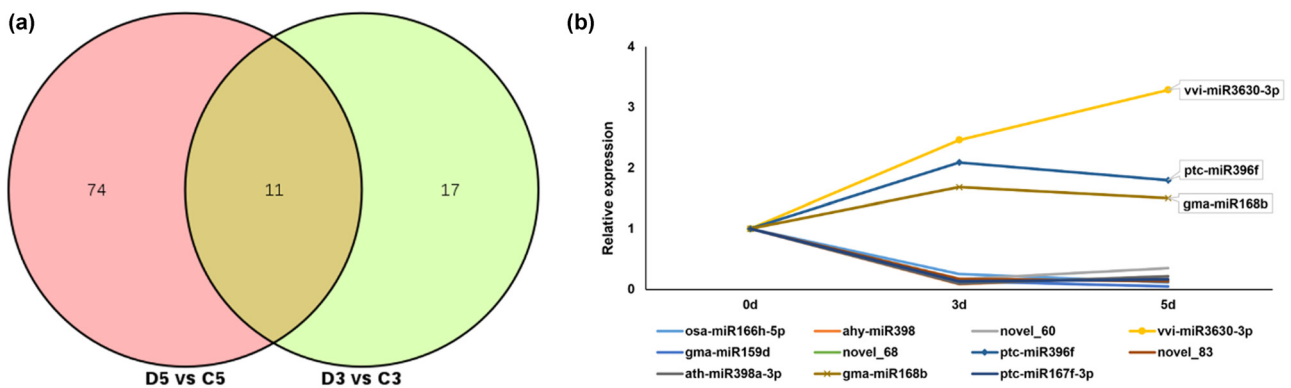 (a)
74
11
17
D5 vs C5
D3 vs C3
(b)
Relative expression
4
3
2
1
0
0d
3d
5d
vvi-miR3630-3p
ptc-miR396f
gma-miR168b
osa-miR166h-5p
ahy-miR398
novel_60
vvi-miR3630-3p
gma-miR159d
novel_68
ptc-miR396f
novel_83
ath-miR398a-3p
gma-miR168b
ptc-miR167f-3p